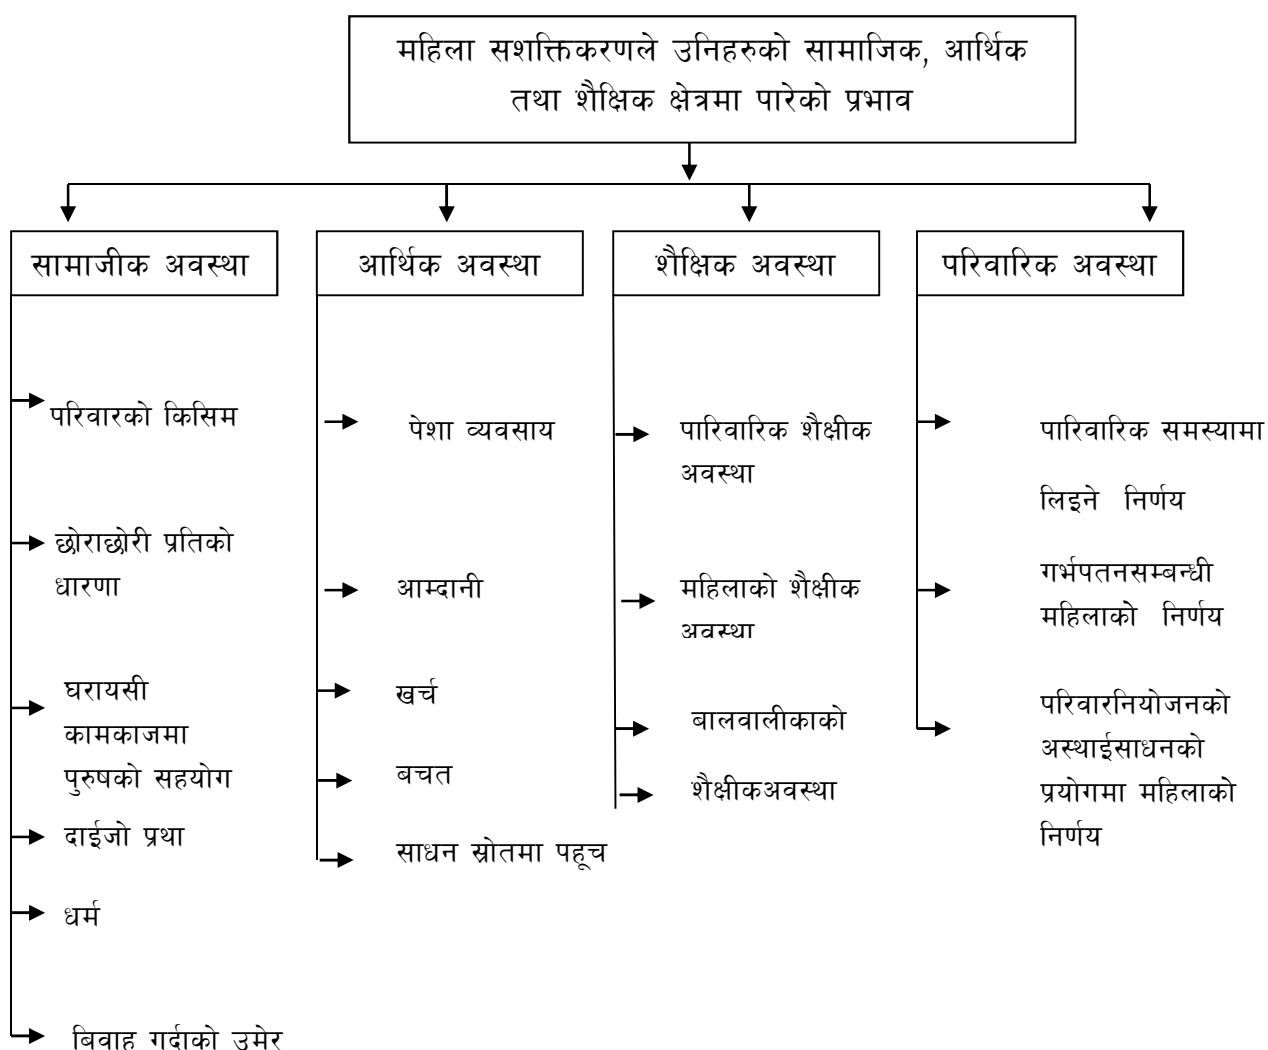 महिला सशक्तिकरणले उनिहरुको सामाजिक, आर्थिक
तथा शैक्षिक क्षेत्रमा पारेको प्रभाव
सामाजीक अवस्था
परिवारको किसिम
छोराछोरी प्रतिको
धारणा
घरायसी
कामकाजमा
पुरुषको सहयोग
दाईजो प्रथा
धर्म
बिवाह गर्दाको उमेर
आर्थिक अवस्था
पेशा व्यवसाय
आम्दानी
खर्च
बचत
साधन स्रोतमा पहूच
शैक्षिक अवस्था
पारिवारिक शैक्षीक
अवस्था
महिलाको शैक्षीक
अवस्था
बालवालीकाको
शैक्षीकअवस्था
परिवारिक अवस्था
पारिवारिक समस्यामा
लिइने निर्णय
गर्भपतनसम्बन्धी
महिलाको निर्णय
परिवारनियोजनको
अस्थाईसाधनको
प्रयोगमा महिलाको
निर्णय